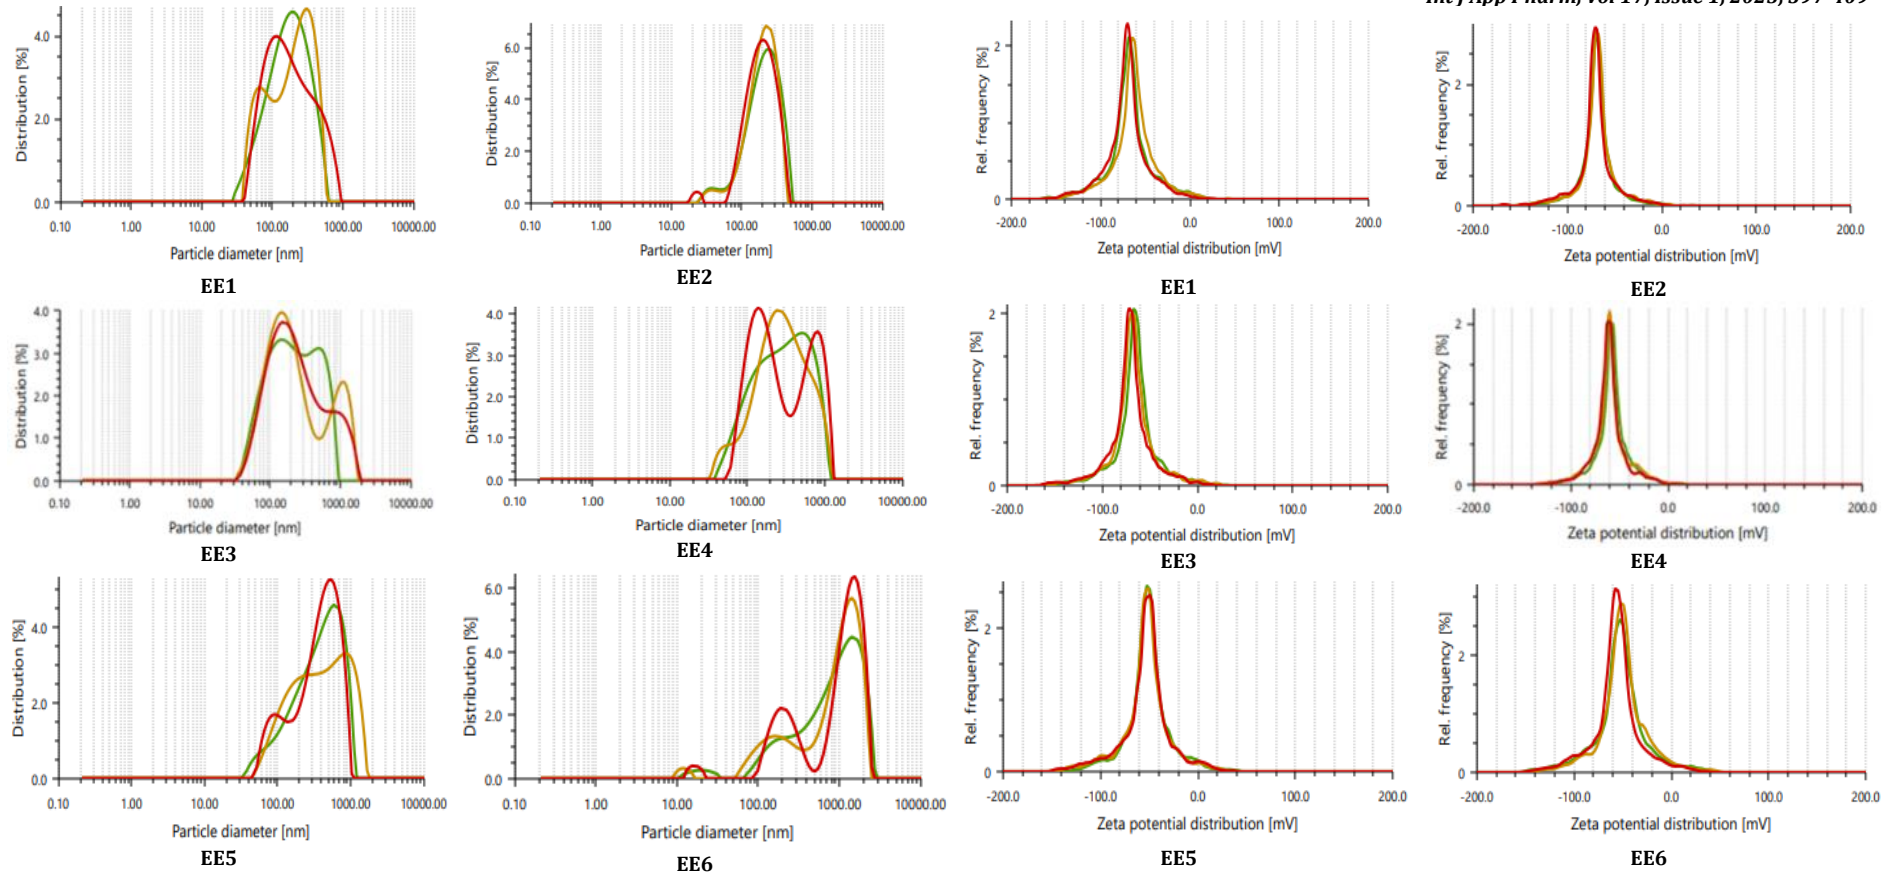 Int J App Pharm, Vol 17, Issue 1, 2025, 397-409
Distribution [%]
4.0
2.0
0.0
0.10 1.00 10.00 100.00 1000.00 10000.00
Particle diameter [nm]
EE1
Distribution [%]
6.0
4.0
2.0
0.0
0.10 1.00 10.00 100.00 1000.00 10000.00
Particle diameter [nm]
EE2
Rel. frequency [%]
2
0
-200.0 -100.0 0.0 100.0 200.0
Zeta potential distribution [mV]
EE1
Rel. frequency [%]
2
0
-200.0 -100.0 0.0 100.0 200.0
Zeta potential distribution [mV]
EE2
Distribution [%]
4.0
3.0
2.0
1.0
0.0
0.10 1.00 10.00 100.00 1000.00 10000.00
Particle diameter [nm]
EE3
Distribution [%]
4.0
3.0
2.0
1.0
0.0
0.10 1.00 10.00 100.00 1000.00 10000.00
Particle diameter [nm]
EE4
Rel. frequency [%]
2
0
-200.0 -100.0 0.0 100.0 200.0
Zeta potential distribution [mV]
EE3
Rel. frequency [%]
2
0
-200.0 -100.0 0.0 100.0 200.0
Zeta potential distribution [mV]
EE4
Distribution [%]
4.0
2.0
0.0
0.10 1.00 10.00 100.00 1000.00 10000.00
Particle diameter [nm]
EE5
Distribution [%]
6.0
4.0
2.0
0.0
0.10 1.00 10.00 100.00 1000.00 10000.00
Particle diameter [nm]
EE6
Rel. frequency [%]
2
0
-200.0 -100.0 0.0 100.0 200.0
Zeta potential distribution [mV]
EE5
Rel. frequency [%]
2
0
-200.0 -100.0 0.0 100.0 200.0
Zeta potential distribution [mV]
EE6